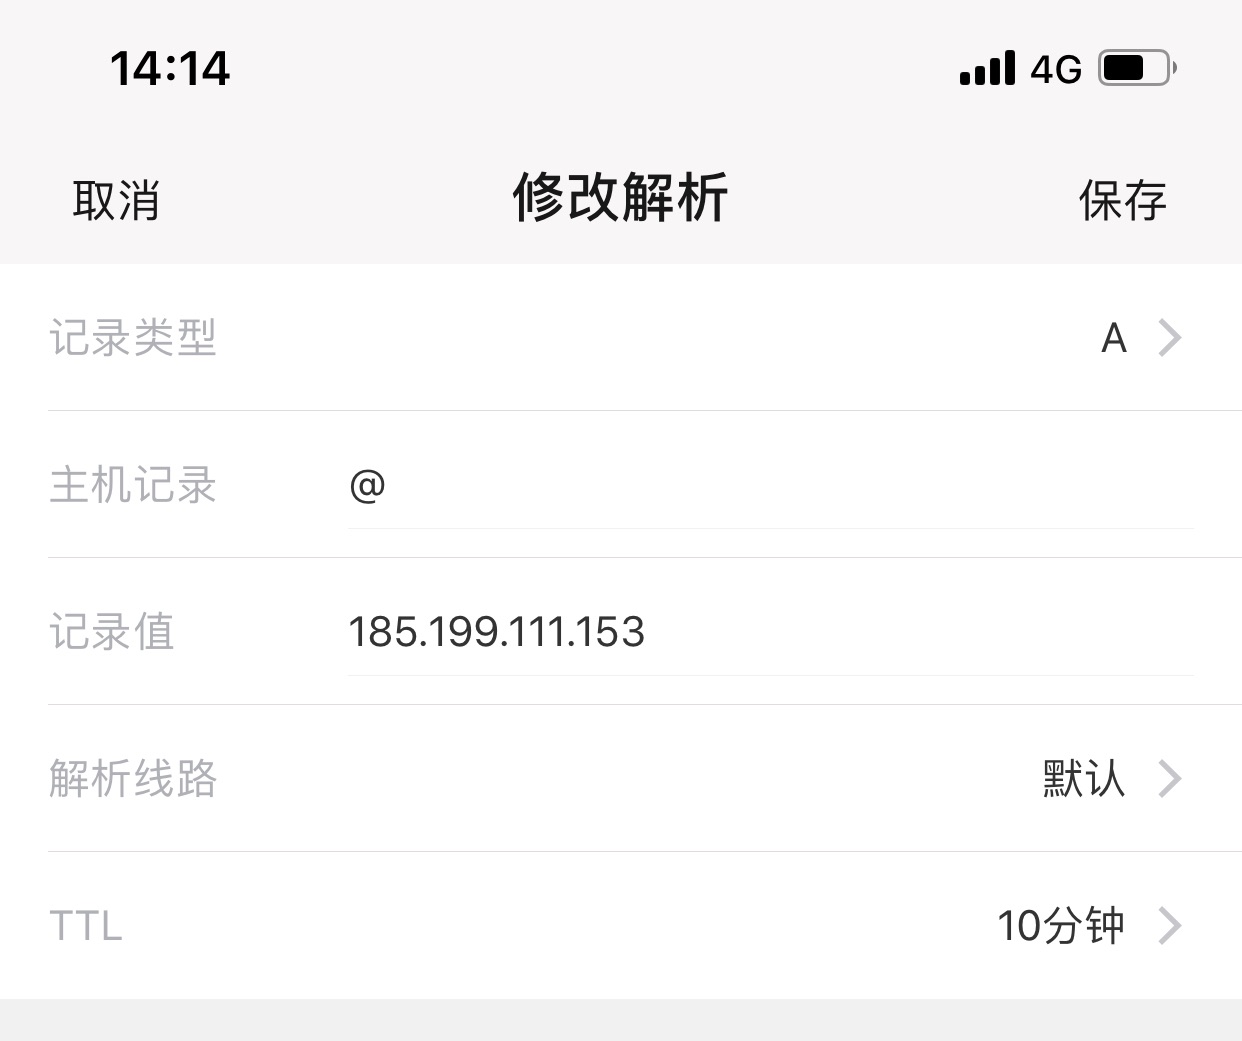 14:14 4G
取消 修改解析 保存
记录类型 A
主机记录 @
记录值 185.199.111.153
解析线路 默认
TTL 10分钟